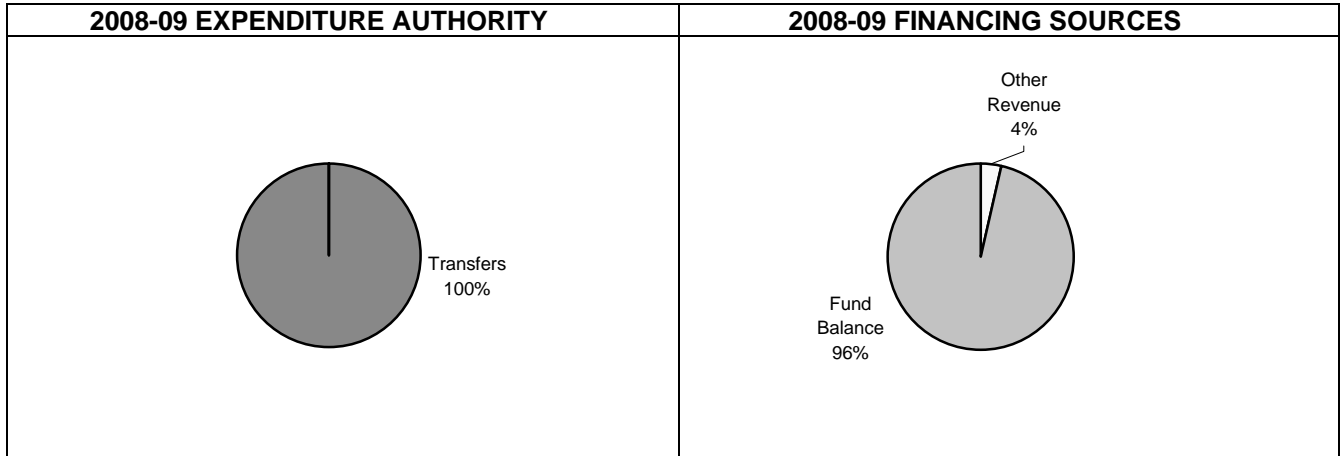 2008-09 EXPENDITURE AUTHORITY
Transfers
100%
2008-09 FINANCING SOURCES
Other
Revenue
4%
Fund
Balance
96%